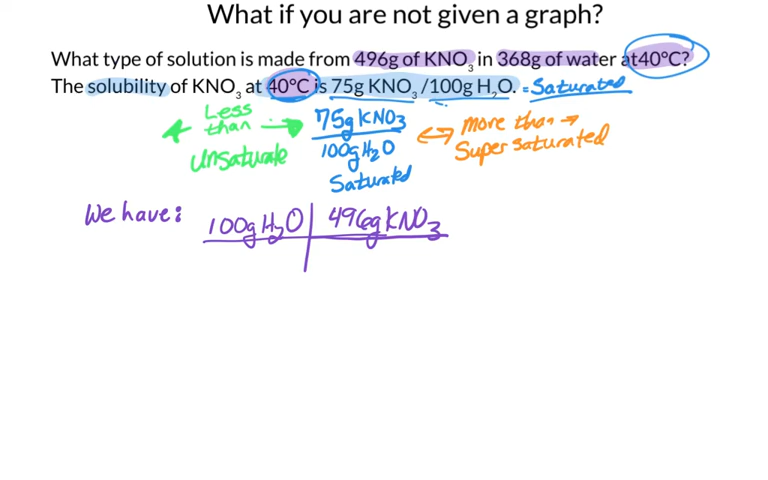 What if you are not given a graph?
What type of solution is made from 496g of KNO₃ in 368g of water at40°C?
The solubility of KNO₃ at 40°C is 75g KNO₃ /100g H₂O. = Saturated
Less than
Unsaturate
75g KNO3
100g H2O
Saturated
more than →
Super saturated
We have:
100g H2O | 496g KNO3